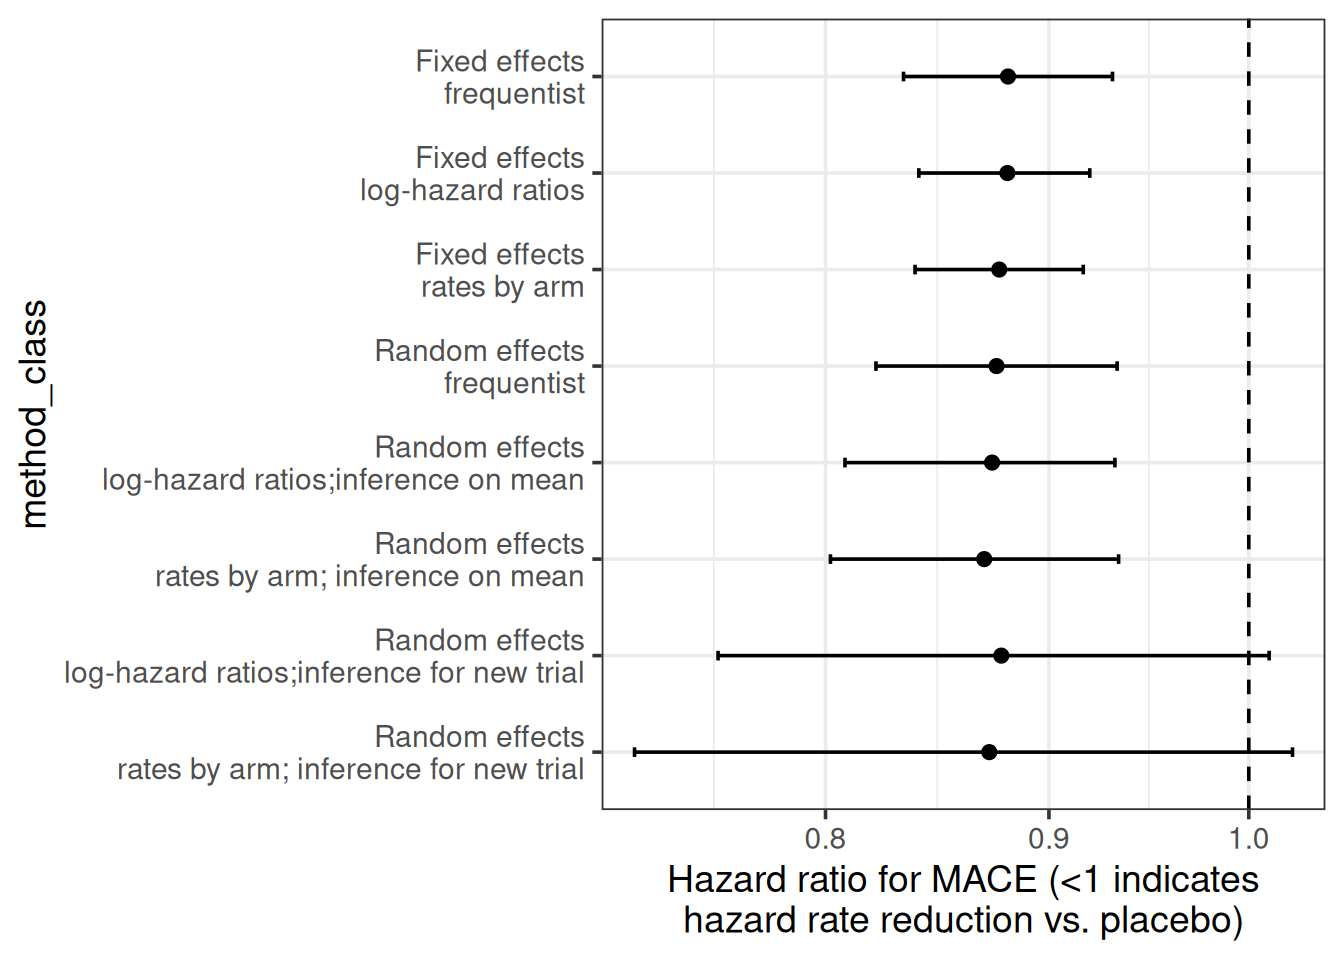 Fixed effects
frequentist
Fixed effects
log-hazard ratios
Fixed effects
rates by arm
Random effects
frequentist
Random effects
log-hazard ratios;inference on mean
Random effects
rates by arm; inference on mean
Random effects
log-hazard ratios;inference for new trial
Random effects
rates by arm; inference for new trial
method_class
0.8 0.9 1.0
Hazard ratio for MACE (<1 indicates
hazard rate reduction vs. placebo)